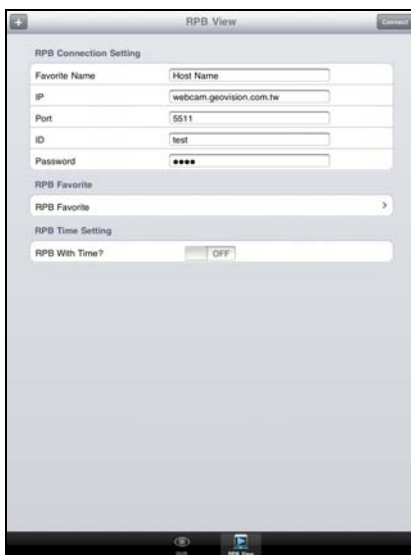 RPB View
Connect
RPB Connection Setting
Favorite Name Host Name
IP webcam.geovision.com.tw
Port 5511
ID test
Password ●●●●
RPB Favorite
RPB Favorite
RPB Time Setting
RPB With Time? OFF
RPB View